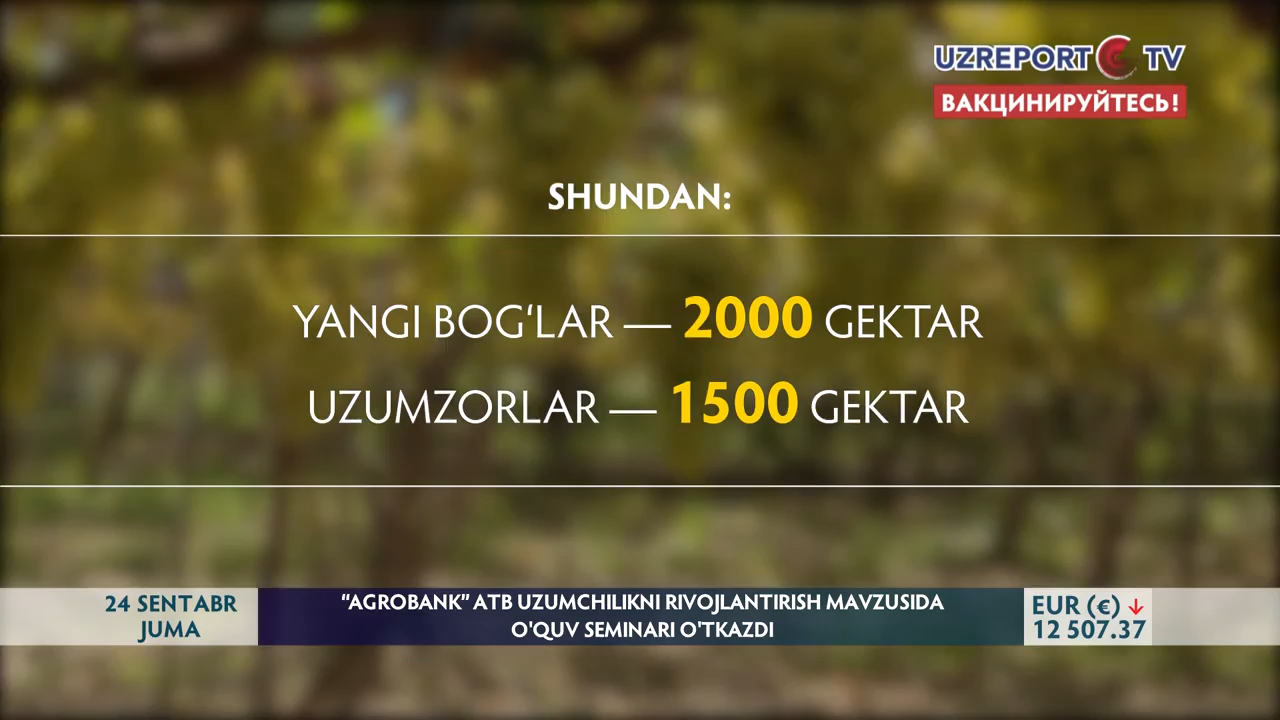 UZREPORT TV
ВАКЦИНИРУЙТЕСЬ!
SHUNDAN:
YANGI BOG‘LAR — 2000 GEKTAR
UZUMZORLAR — 1500 GEKTAR
24 SENTABR
JUMA
“AGROBANK” ATB UZUMCHILIKNI RIVOJLANTIRISH MAVZUSIDA
O'QUV SEMINARI O'TKAZDI
EUR (€) ↓
12 507.37